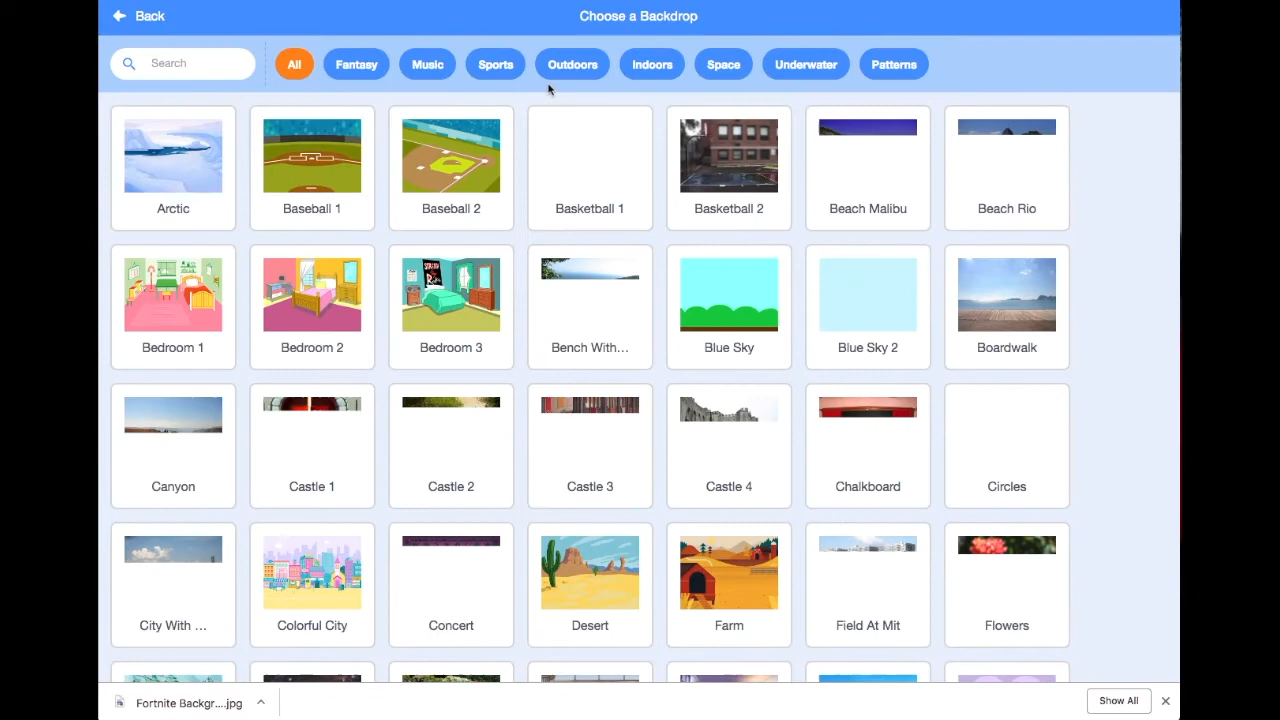 Back
Choose a Backdrop
Search
All
Fantasy
Music
Sports
Outdoors
Indoors
Space
Underwater
Patterns
Arctic
Baseball 1
Baseball 2
Basketball 1
Basketball 2
Beach Malibu
Beach Rio
Bedroom 1
Bedroom 2
Bedroom 3
Bench With...
Blue Sky
Blue Sky 2
Boardwalk
Canyon
Castle 1
Castle 2
Castle 3
Castle 4
Chalkboard
Circles
City With ...
Colorful City
Concert
Desert
Farm
Field At Mit
Flowers
Fortnite Backgr....jpg
Show All